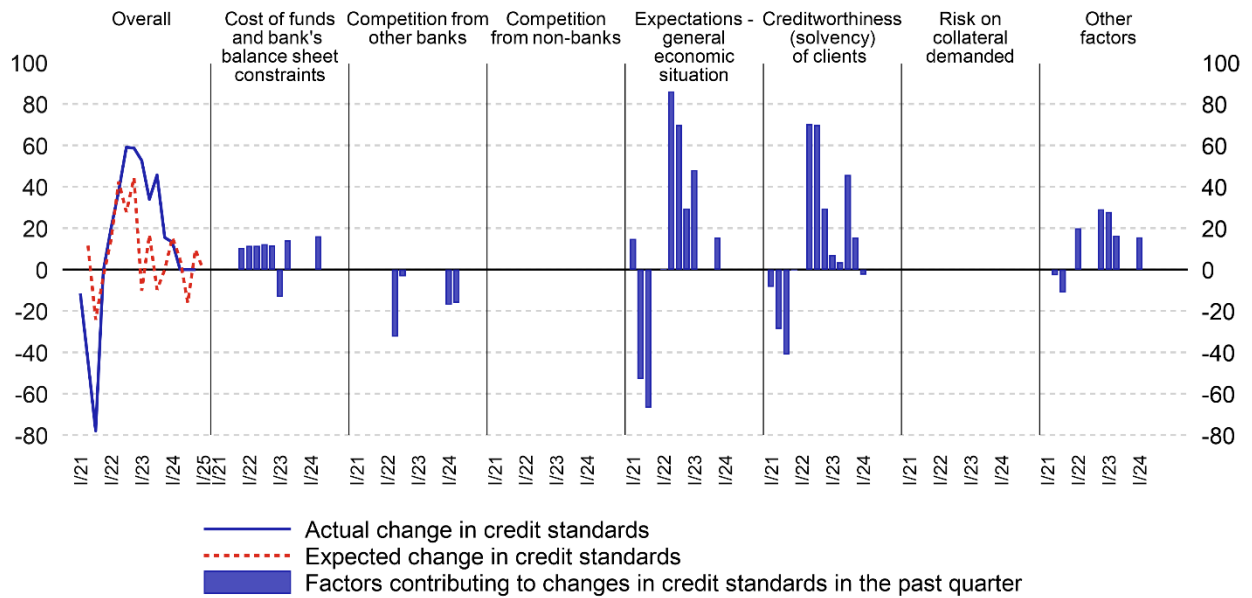 Overall
Cost of funds
and bank's
balance sheet
constraints
Competition from
other banks
Competition
from non-banks
Expectations -
general
economic
situation
Creditworthiness
(solvency)
of clients
Risk on
collateral
demanded
Other
factors
100 100
80 80
60 60
40 40
20 20
0 0
-20 -20
-40 -40
-60 -60
-80 -80
I/21 I/22 I/23 I/24 I/25 I/21 I/22 I/23 I/24 I/21 I/22 I/23 I/24 I/21 I/22 I/23 I/24 I/21 I/22 I/23 I/24 I/21 I/22 I/23 I/24 I/21 I/22 I/23 I/24 I/21 I/22 I/23 I/24
Actual change in credit standards
Expected change in credit standards
Factors contributing to changes in credit standards in the past quarter